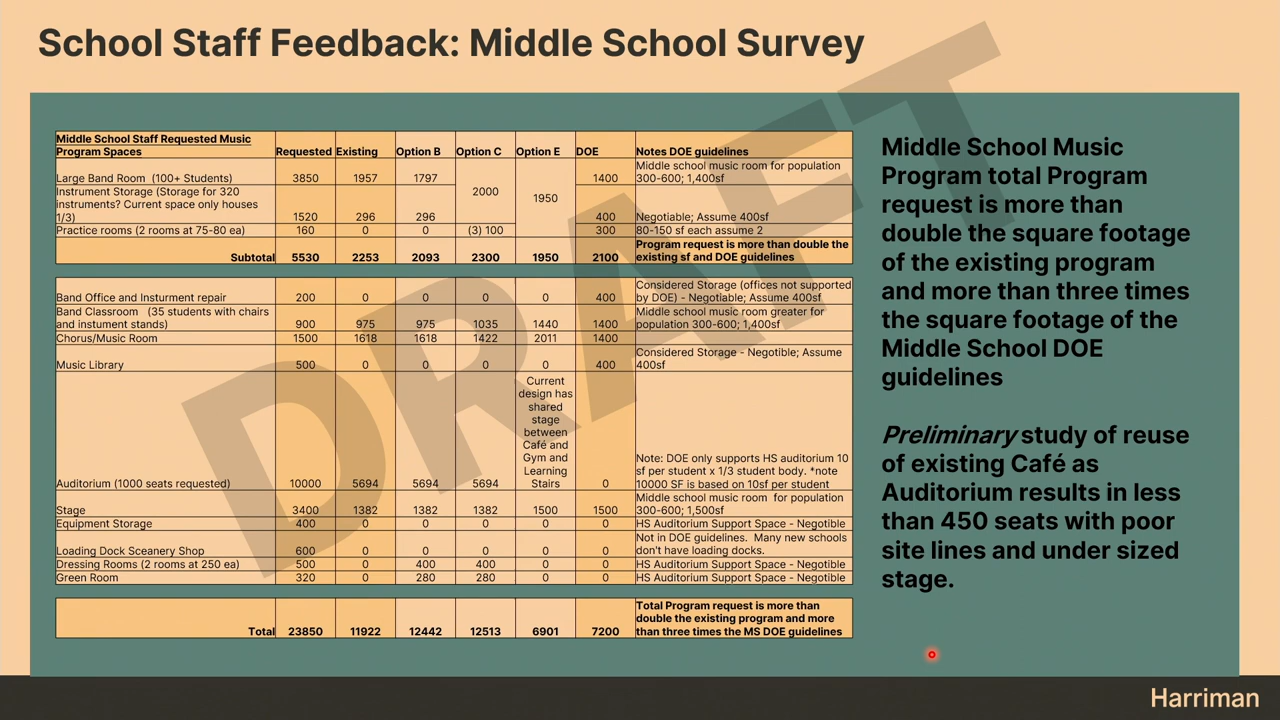 School Staff Feedback: Middle School Survey
Middle School Staff Requested Music
Program Spaces Requested Existing Option B Option C Option E DOE Notes DOE guidelines
Large Band Room (100+ Students) 3850 1957 1797 2000 1950 1400 Middle school music room for population
300-600; 1,400sf
Instrument Storage (Storage for 320
instruments? Current space only houses
1/3) 1520 296 296 400 Negotiable; Assume 400sf
Practice rooms (2 rooms at 75-80 ea) 160 0 0 (3) 100 300 80-150 sf each assume 2
Subtotal 5530 2253 2093 2300 1950 2100 Program request is more than double the
existing sf and DOE guidelines
Band Office and Insturment repair 200 0 0 0 0 400 Considered Storage (offices not supported
by DOE) - Negotiable; Assume 400sf
Band Classroom (35 students with chairs
and instument stands) 900 975 975 1035 1440 1400 Middle school music room greater for
population 300-600; 1,400sf
Chorus/Music Room 1500 1618 1618 1422 2011 1400
Music Library 500 0 0 0 0 400 Considered Storage - Negotible; Assume
400sf
Auditorium (1000 seats requested) 10000 5694 5694 5694
Current
design has
shared
stage
between
Café and
Gym and
Learning
Stairs
0
Note: DOE only supports HS auditorium 10
sf per student x 1/3 student body. *note
10000 SF is based on 10sf per student
Stage 3400 1382 1382 1382 1500 1500 Middle school music room for population
300-600; 1,500sf
Equipment Storage 400 0 0 0 0 0 HS Auditorium Support Space - Negotible
Loading Dock Sceanery Shop 600 0 0 0 0 0 Not in DOE guidelines. Many new schools
don't have loading docks.
Dressing Rooms (2 rooms at 250 ea) 500 0 400 400 0 0 HS Auditorium Support Space - Negotible
Green Room 320 0 280 280 0 0 HS Auditorium Support Space - Negotible
Total 23850 11922 12442 12513 6901 7200 Total Program request is more than
double the existing program and more
than three times the MS DOE guidelines
Middle School Music
Program total Program
request is more than
double the square footage
of the existing program
and more than three times
the square footage of the
Middle School DOE
guidelines
Preliminary study of reuse
of existing Café as
Auditorium results in less
than 450 seats with poor
site lines and under sized
stage.
DRAFT
Harriman